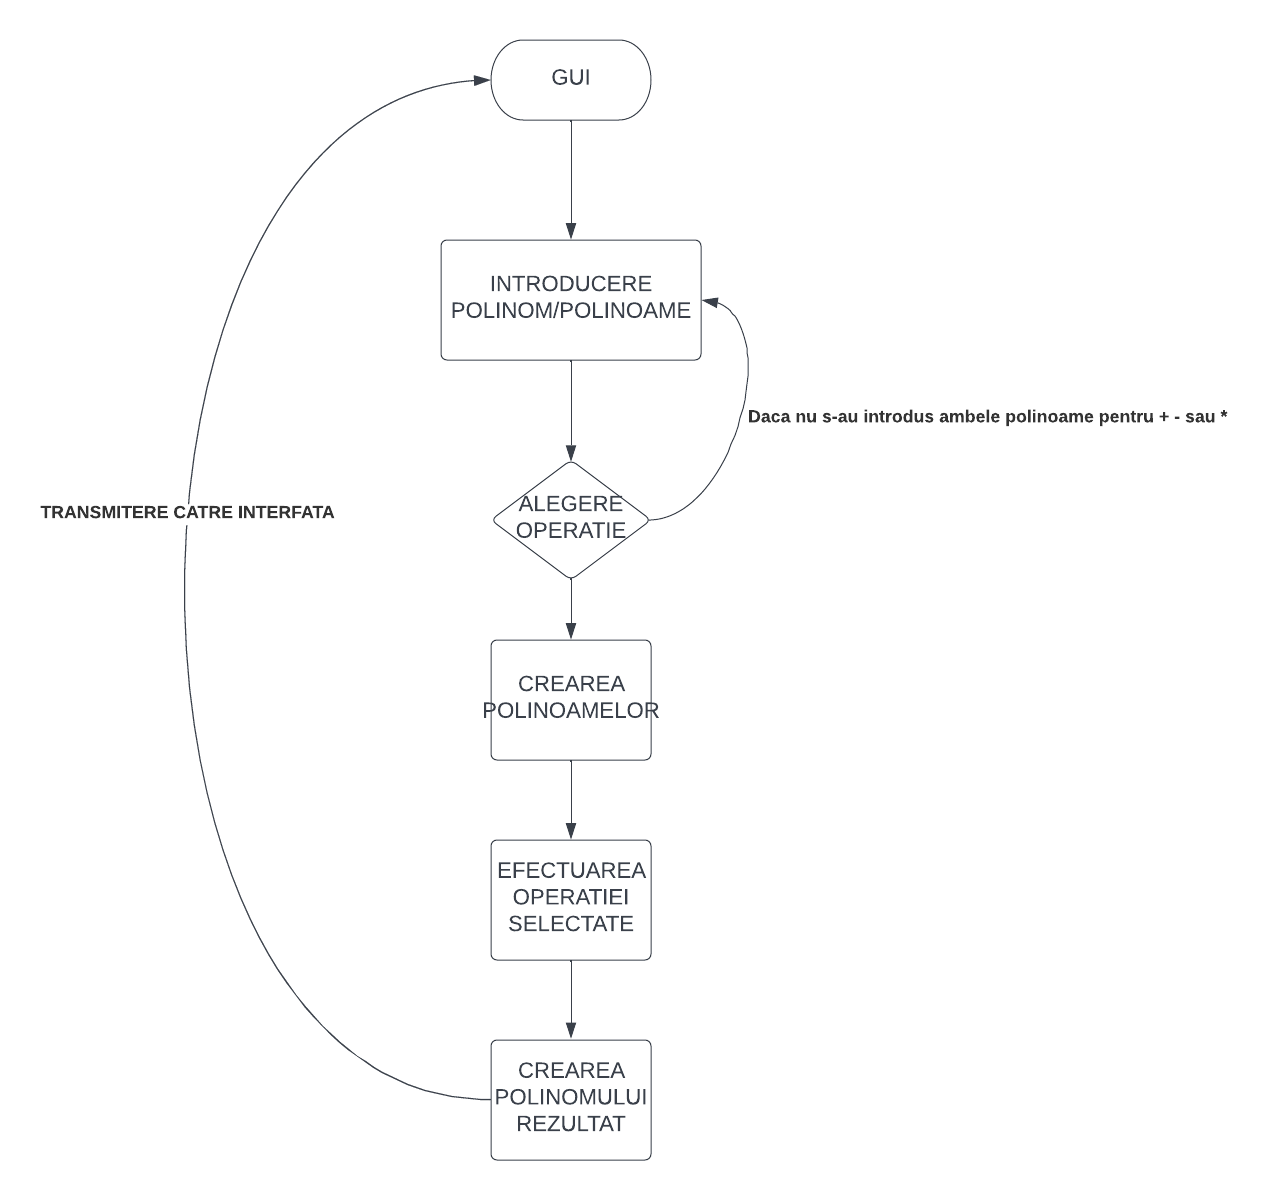 GUI
INTRODUCERE
POLINOM/POLINOAME
Daca nu s-au introdus ambele polinoame pentru + - sau *
ALEGERE
OPERATIE
TRANSMITERE CATRE INTERFATA
CREAREA
POLINOAMELOR
EFECTUAREA
OPERATIEI
SELECTATE
CREAREA
POLINOMULUI
REZULTAT